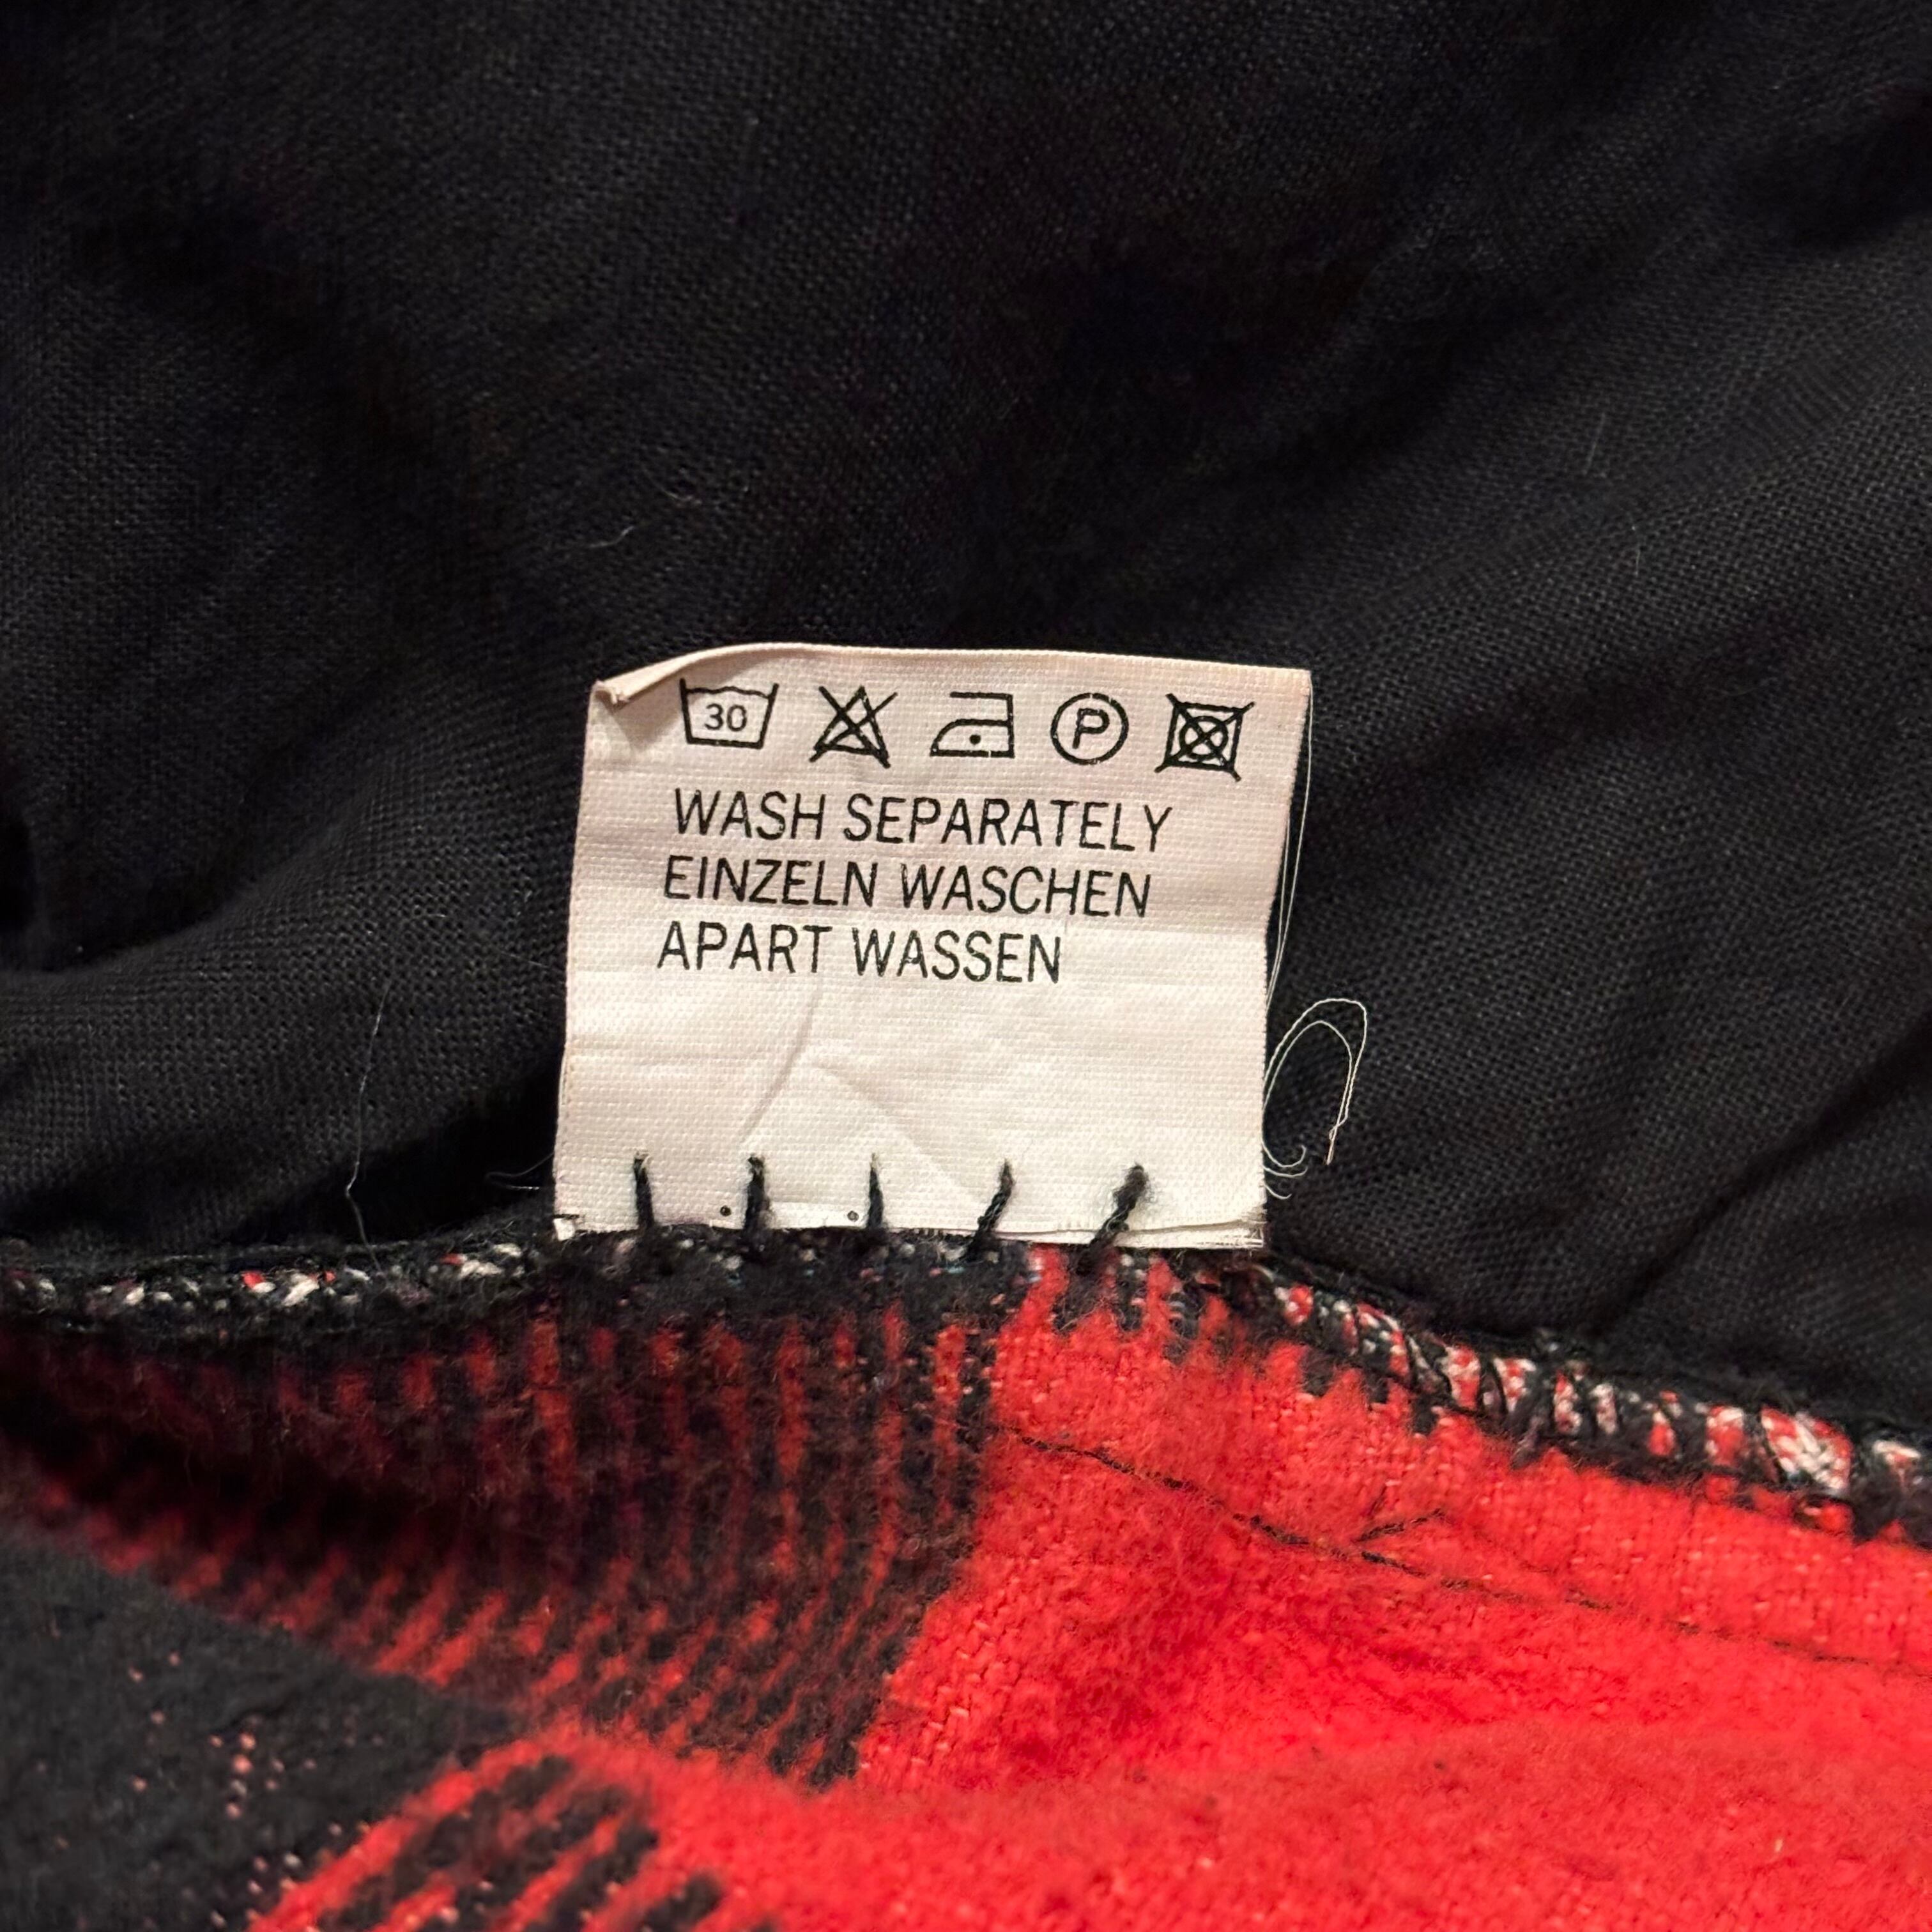 30 P
WASH SEPARATELY
EINZELN WASCHEN
APART WASSEN